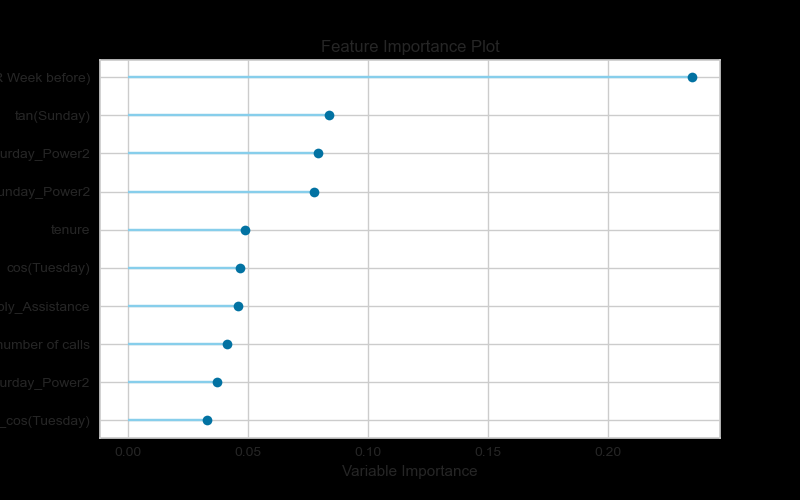 Feature Importance Plot
Week before)
tan(Sunday)
urday_Power2
unday_Power2
tenure
cos(Tuesday)
ply_Assistance
number of calls
urday_Power2
_cos(Tuesday)
0.00 0.05 0.10 0.15 0.20
Variable Importance